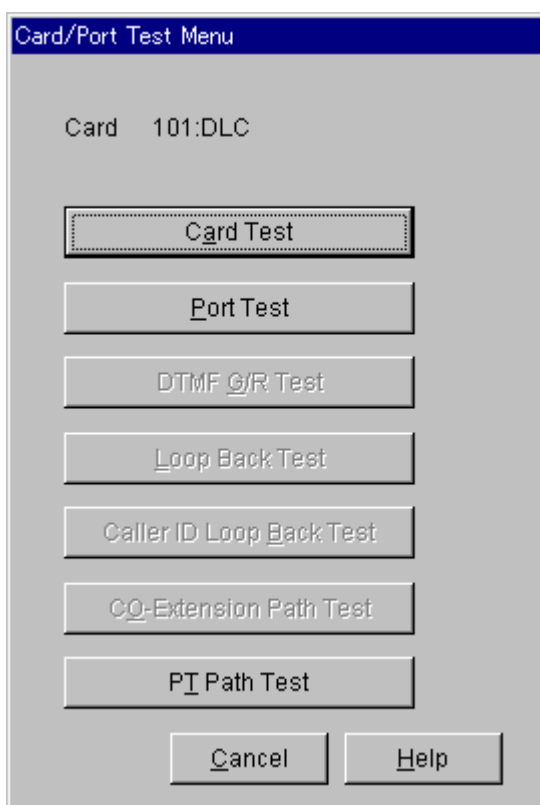 Card/Port Test Menu
Card 101:DLC
Card Test
Port Test
DTMF G/R Test
Loop Back Test
Caller ID Loop Back Test
CO-Extension Path Test
PT Path Test
Cancel Help